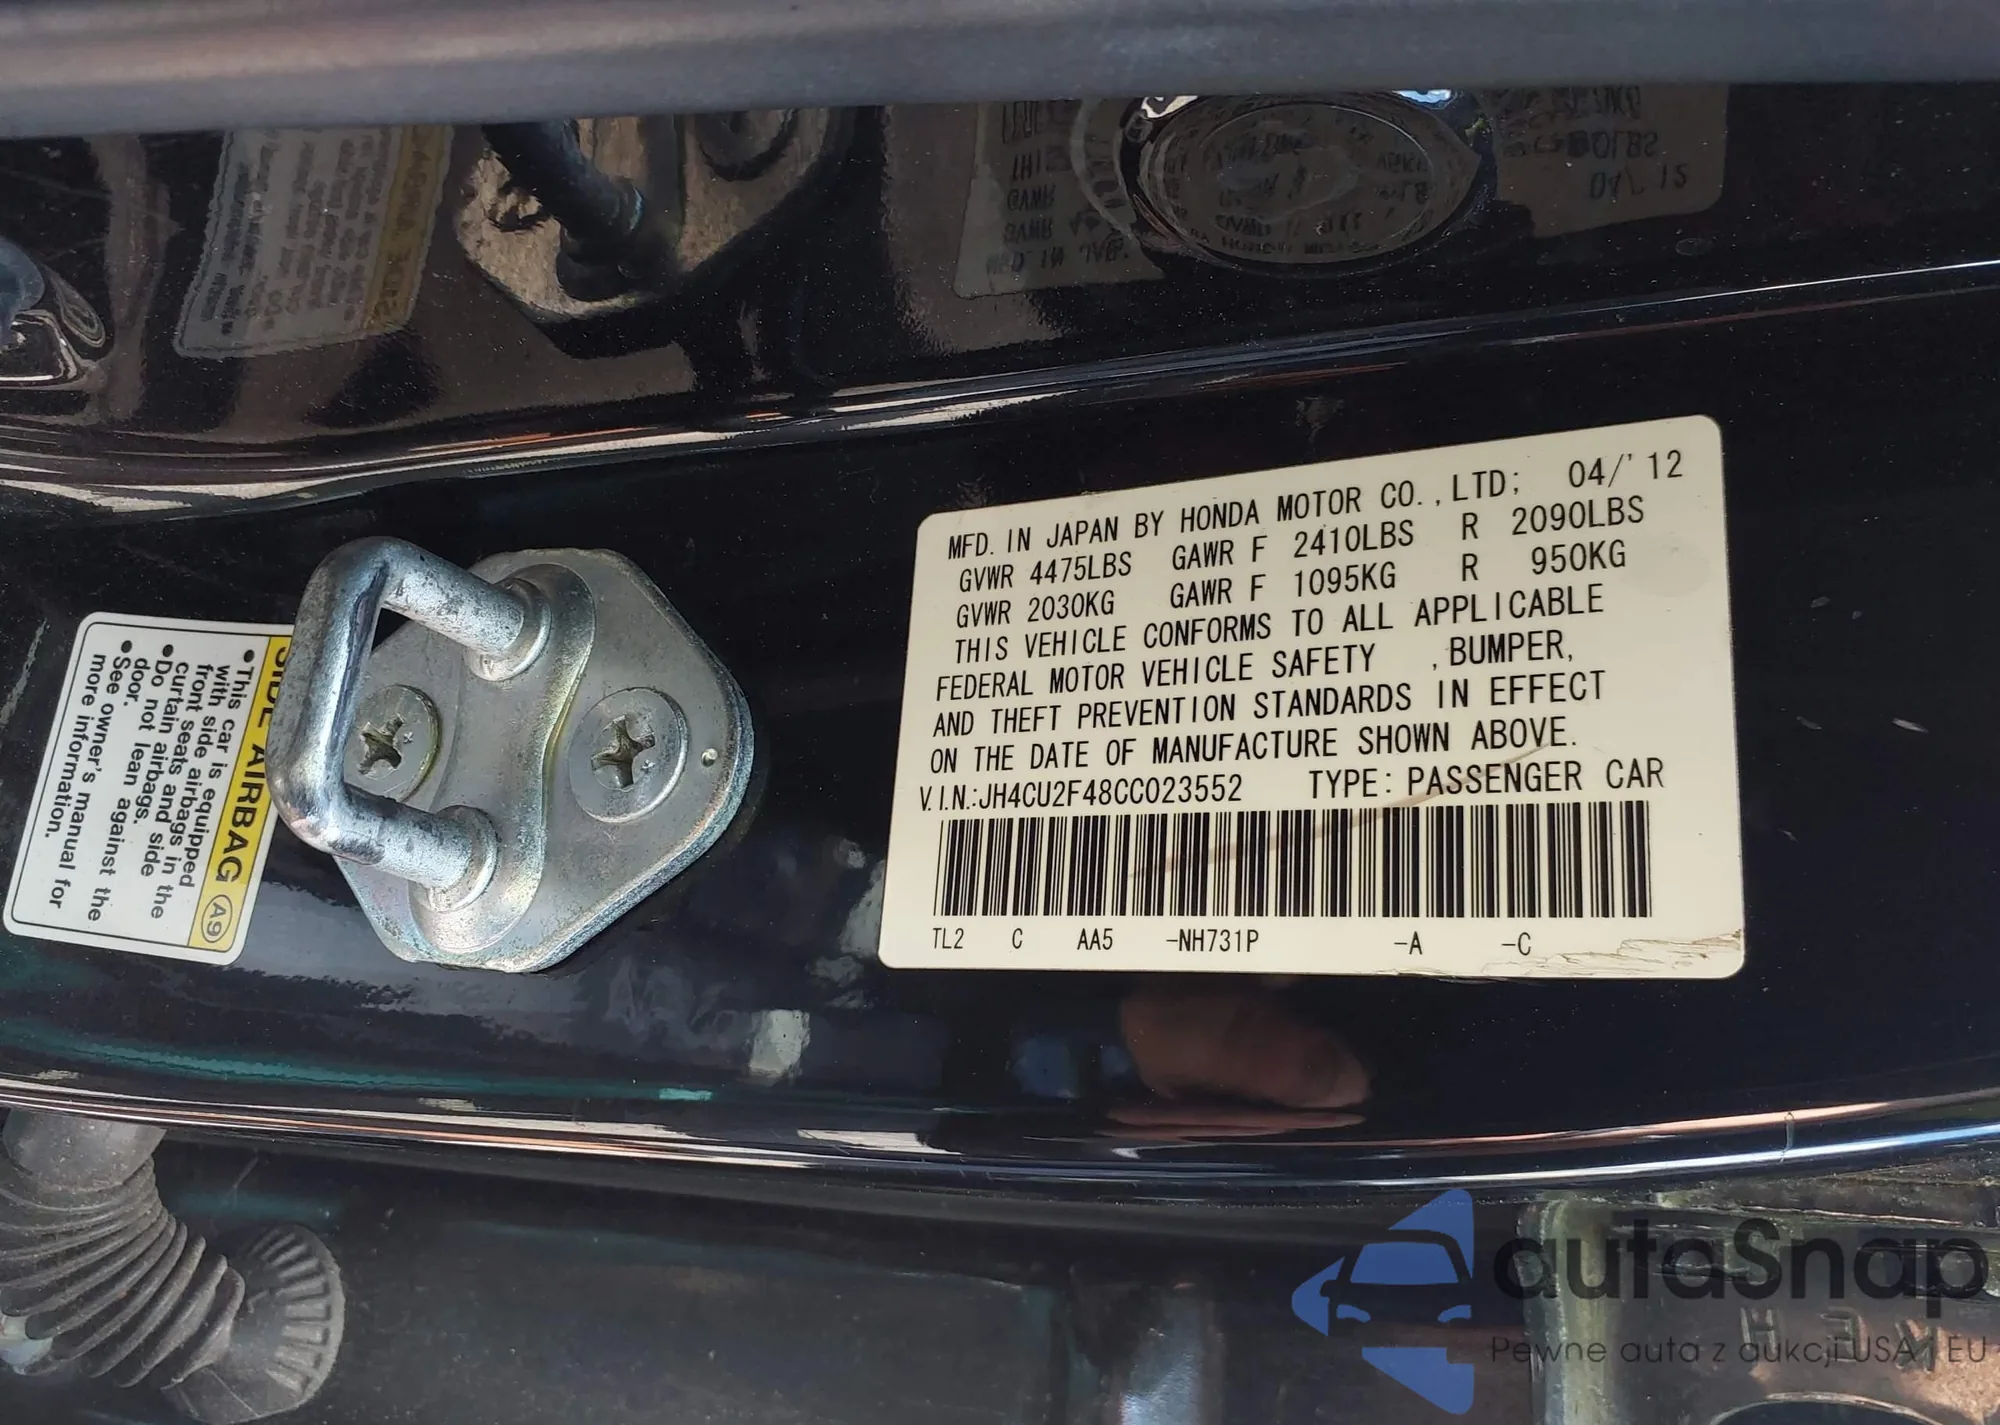 MFD. IN JAPAN BY HONDA MOTOR CO., LTD; 04/'12
GVWR 4475LBS GAWR F 2410LBS R 2090LBS
GVWR 2030KG GAWR F 1095KG R 950KG
THIS VEHICLE CONFORMS TO ALL APPLICABLE
FEDERAL MOTOR VEHICLE SAFETY , BUMPER,
AND THEFT PREVENTION STANDARDS IN EFFECT
ON THE DATE OF MANUFACTURE SHOWN ABOVE.
V.I.N.:JH4CU2F48CC023552 TYPE: PASSENGER CAR
TL2 C AA5 -NH731P -A -C
SIDE AIRBAG A9
•This car is equipped
with side airbags in the
front seats and side
curtain airbags.
•Do not lean against the
door.
•See owner's manual for
more information.
autaSnap
Pewne auta z aukcji USA i EU